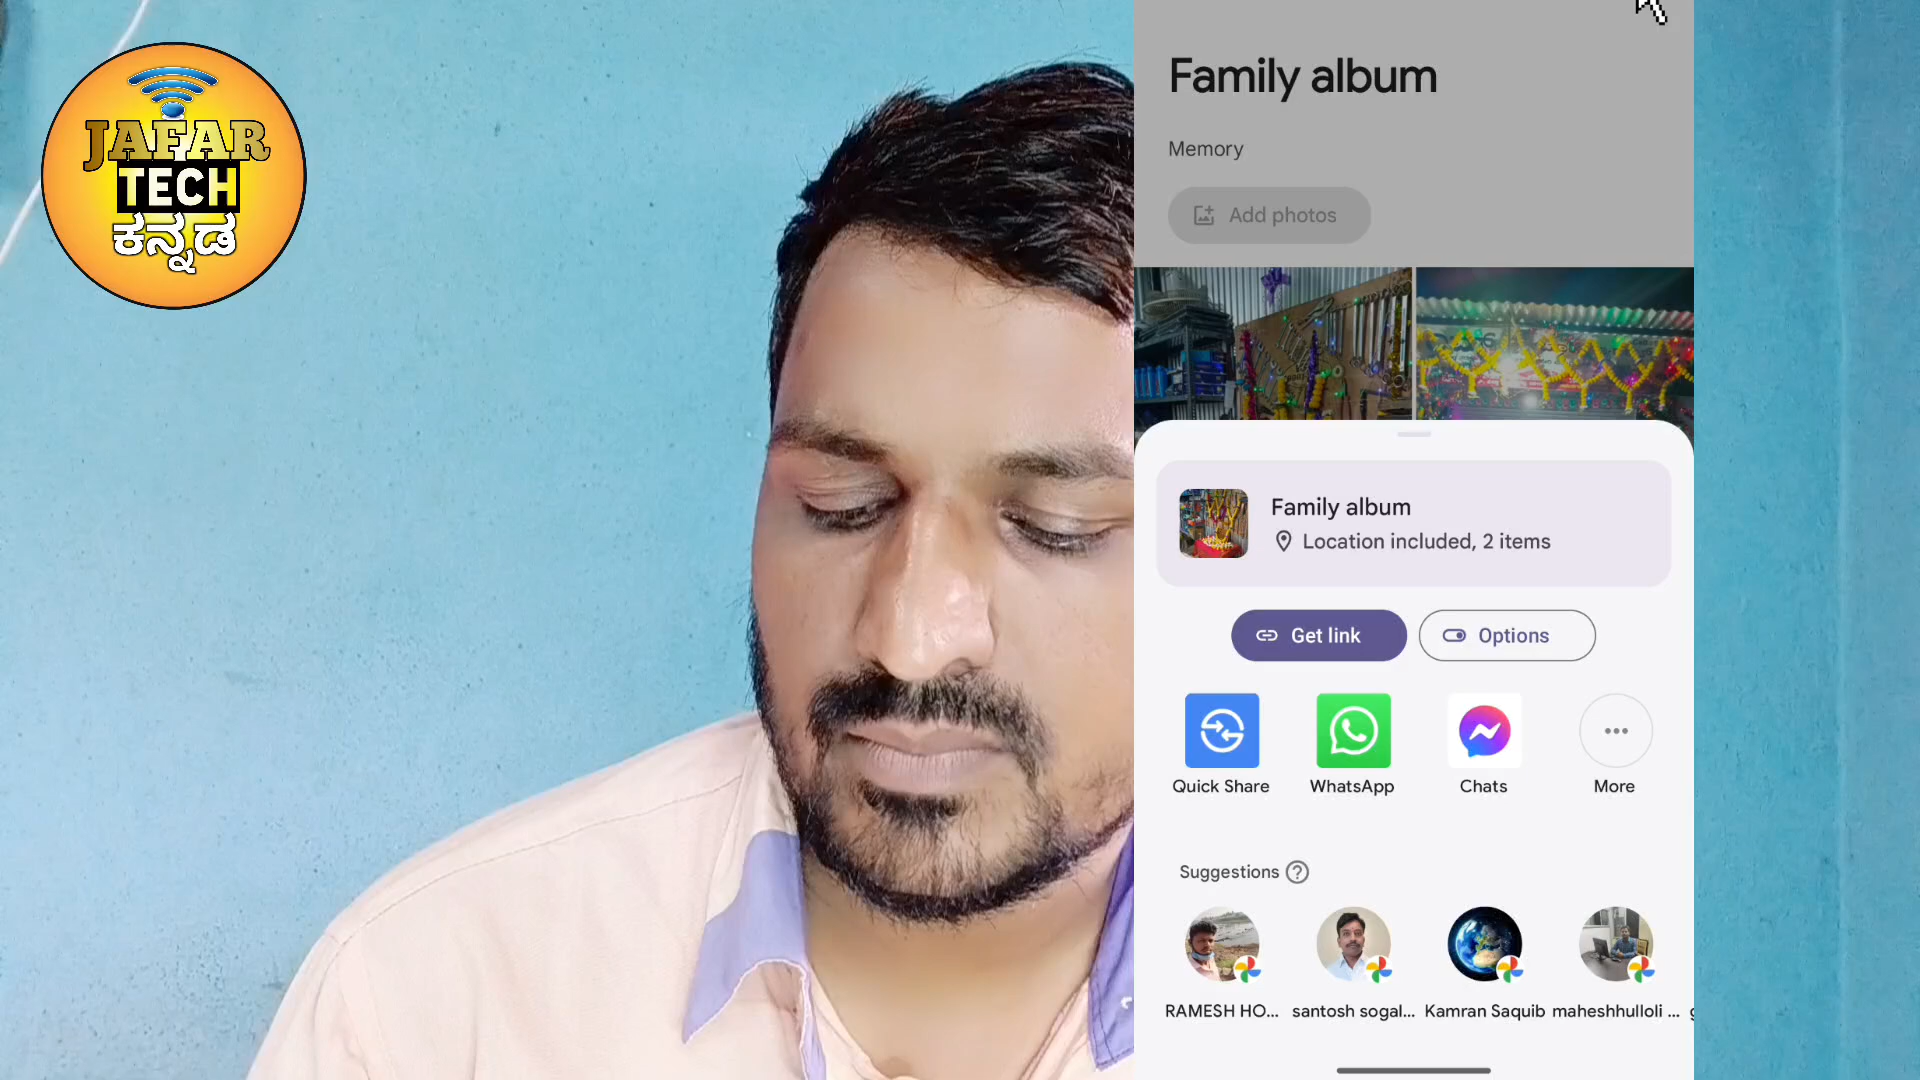 JAFAR
TECH
ಕನ್ನಡ
Family album
Memory
Add photos
Family album
Location included, 2 items
Get link
Options
Quick Share
WhatsApp
Chats
More
Suggestions
RAMESH HO...
santosh sogal...
Kamran Saquib
maheshhulloli ...